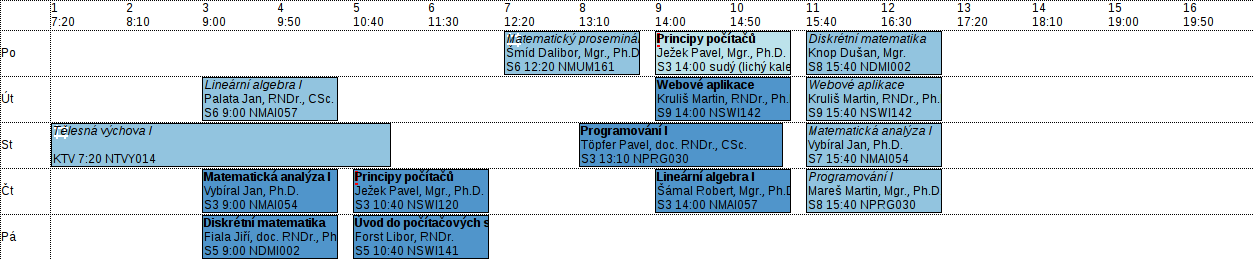 1 2 3 4 5 6 7 8 9 10 11 12 13 14 15 16
7:20 8:10 9:00 9:50 10:40 11:30 12:20 13:10 14:00 14:50 15:40 16:30 17:20 18:10 19:00 19:50
Po
Matematický prosemina
Šmíd Dalibor, Mgr., Ph.D
S6 12:20 NMUM161
Principy počítačů
Ježek Pavel, Mgr., Ph.D.
S3 14:00 sudý (lichý kale
Diskrétní matematika
Knop Dušan, Mgr.
S8 15:40 NDMI002
Út
Lineární algebra I
Palata Jan, RNDr., CSc.
S6 9:00 NMAI057
Webové aplikace
Kruliš Martin, RNDr., Ph.
S9 14:00 NSWI142
Webové aplikace
Kruliš Martin, RNDr., Ph.
S9 15:40 NSWI142
St
Tělesná výchova I
KTV 7:20 NTVY014
Programování I
Töpfer Pavel, doc. RNDr., CSc.
S3 13:10 NPRG030
Matematická analýza I
Vybíral Jan, Ph.D.
S7 15:40 NMAI054
Čt
Matematická analýza I
Vybíral Jan, Ph.D.
S3 9:00 NMAI054
Principy počítačů
Ježek Pavel, Mgr., Ph.D.
S3 10:40 NSWI120
Lineární algebra I
Šámal Robert, Mgr., Ph.D
S3 14:00 NMAI057
Programování I
Mareš Martin, Mgr., Ph.D
S8 15:40 NPRG030
Pá
Diskrétní matematika
Fiala Jiří, doc. RNDr., Ph
S5 9:00 NDMI002
Úvod do počítačových s
Forst Libor, RNDr.
S5 10:40 NSWI141